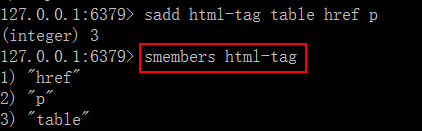 127.0.0.1:6379> sadd html-tag table href p
(integer) 3
127.0.0.1:6379> smembers html-tag
1) "href"
2) "p"
3) "table"